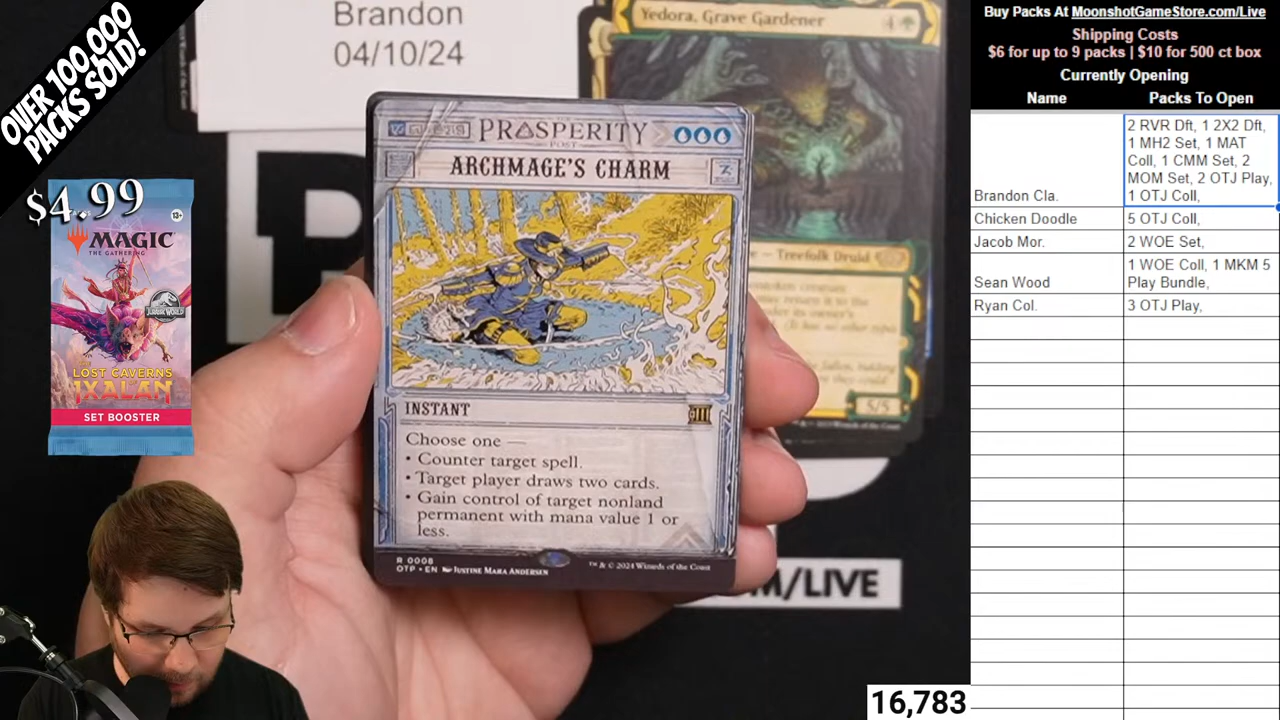 OVER 100,000
PACKS SOLD!
$4.99
13+
MAGIC
THE GATHERING
JURASSIC WORLD
LOST CAVERNS
IXALAN
SET BOOSTER
Brandon
04/10/24
Yedora, Grave Gardener
4
Treefolk Druid
5/5
PROSPERITY
POST
ARCHMAGE'S CHARM
INSTANT
Choose one —
• Counter target spell.
• Target player draws two cards.
• Gain control of target nonland
permanent with mana value 1 or
less.
R 0008
OTP • EN JUSTINE MARA ANDERSEN
™ & © 2024 Wizards of the Coast
M/LIVE
16,783
Buy Packs At MoonshotGameStore.com/Live
Shipping Costs
$6 for up to 9 packs | $10 for 500 ct box
Currently Opening
Name Packs To Open
Brandon Cla. 2 RVR Dft, 1 2X2 Dft,
1 MH2 Set, 1 MAT
Coll, 1 CMM Set, 2
MOM Set, 2 OTJ Play,
1 OTJ Coll,
Chicken Doodle 5 OTJ Coll,
Jacob Mor. 2 WOE Set,
Sean Wood 1 WOE Coll, 1 MKM 5
Play Bundle,
Ryan Col. 3 OTJ Play,